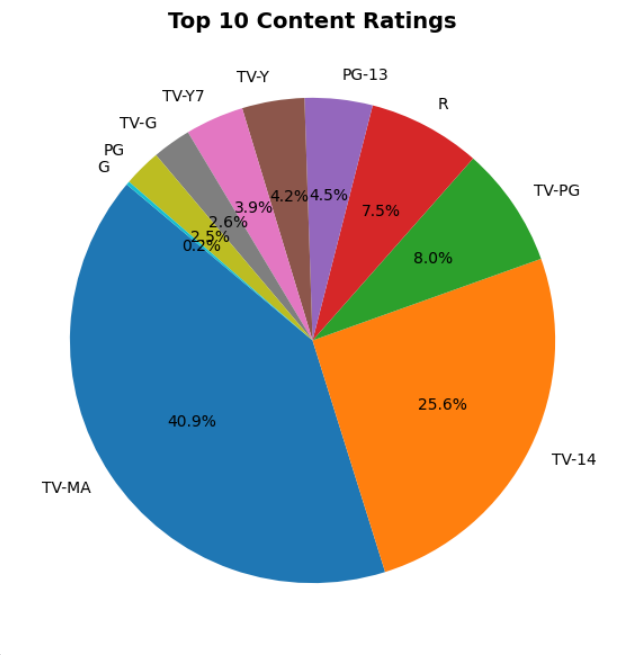 Top 10 Content Ratings
TV-Y
PG-13
TV-Y7
R
TV-G
PG
G
TV-PG
4.2%
4.5%
3.9%
7.5%
2.6%
2.5%
0.2%
8.0%
25.6%
40.9%
TV-14
TV-MA